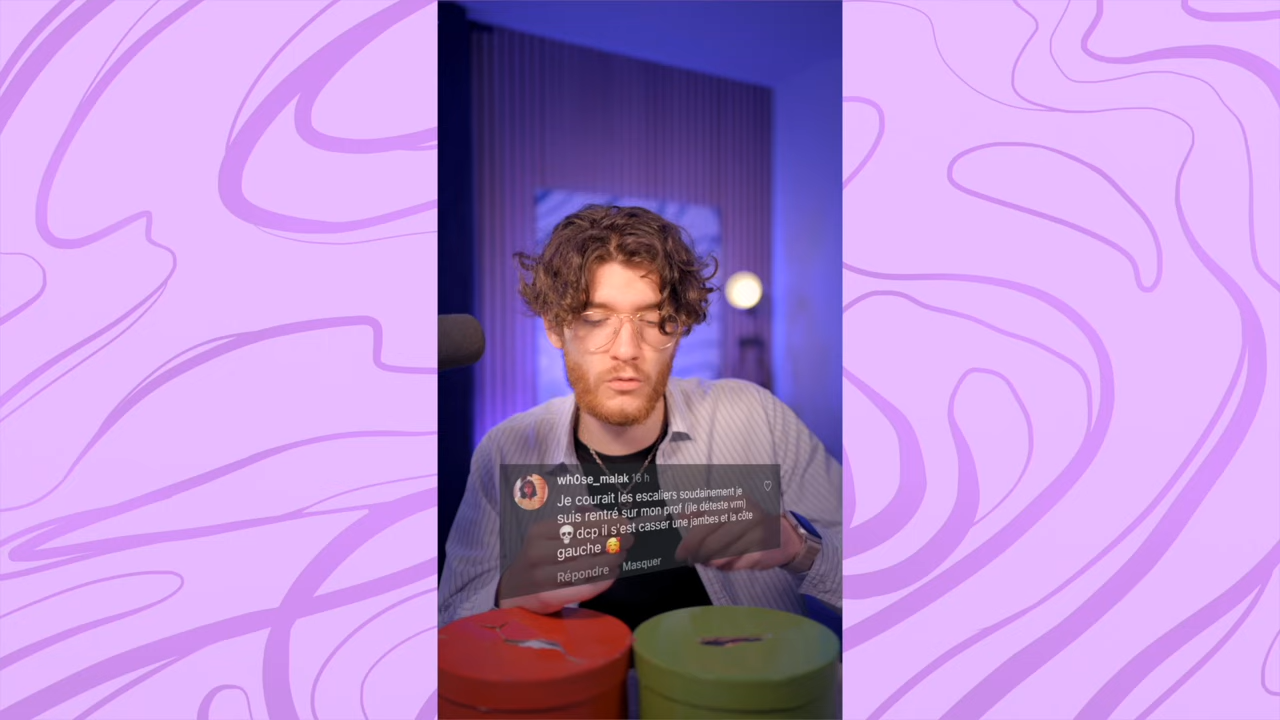 wh0se_malak 16 h
Je courait les escaliers soudainement je
suis rentré sur mon prof (jle déteste vrm)
💀 dcp il s'est casser une jambes et la côte
gauche 🥰
Répondre Masquer